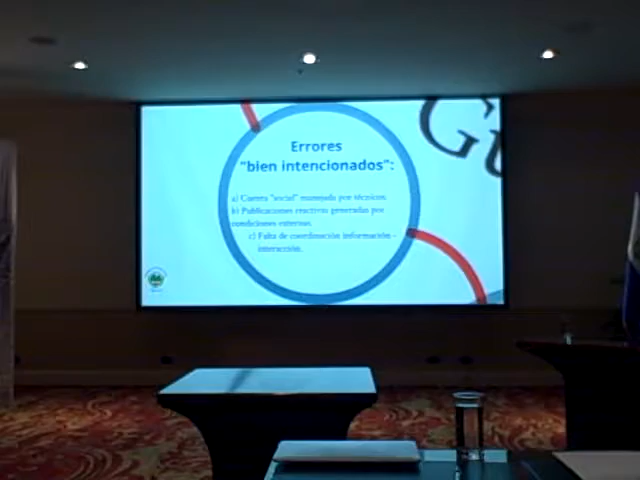 Gu
Errores
"bien intencionados":
a) Cuenta "social" manejada por técnicos.
b) Publicaciones reactivas generadas por
condiciones externas.
c) Falta de coordinación información -
interacción.